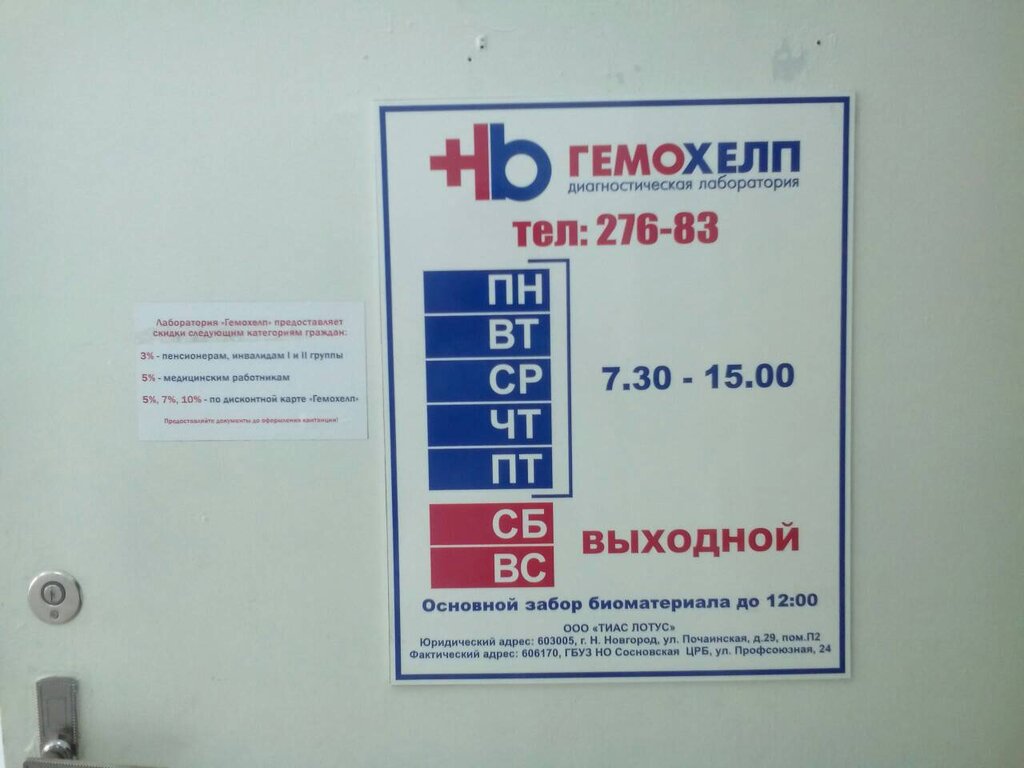 Hb ГЕМОХЕЛП
диагностическая лаборатория
тел: 276-83
ПН
ВТ
СР
ЧТ
ПТ
7.30 - 15.00
СБ
ВС
ВЫХОДНОЙ
Основной забор биоматериала до 12:00
ООО «ТИАС ЛОТУС»
Юридический адрес: 603005, г. Н. Новгород, ул. Почаинская, д.29, пом.П2
Фактический адрес: 606170, ГБУЗ НО Сосновская ЦРБ, ул. Профсоюзная, 24
Лаборатория «Гемохелп» предоставляет
скидки следующим категориям граждан:
3% - пенсионерам, инвалидам I и II группы
5% - медицинским работникам
5%, 7%, 10% - по дисконтной карте «Гемохелп»
Предоставляйте документы до оформления квитанции!